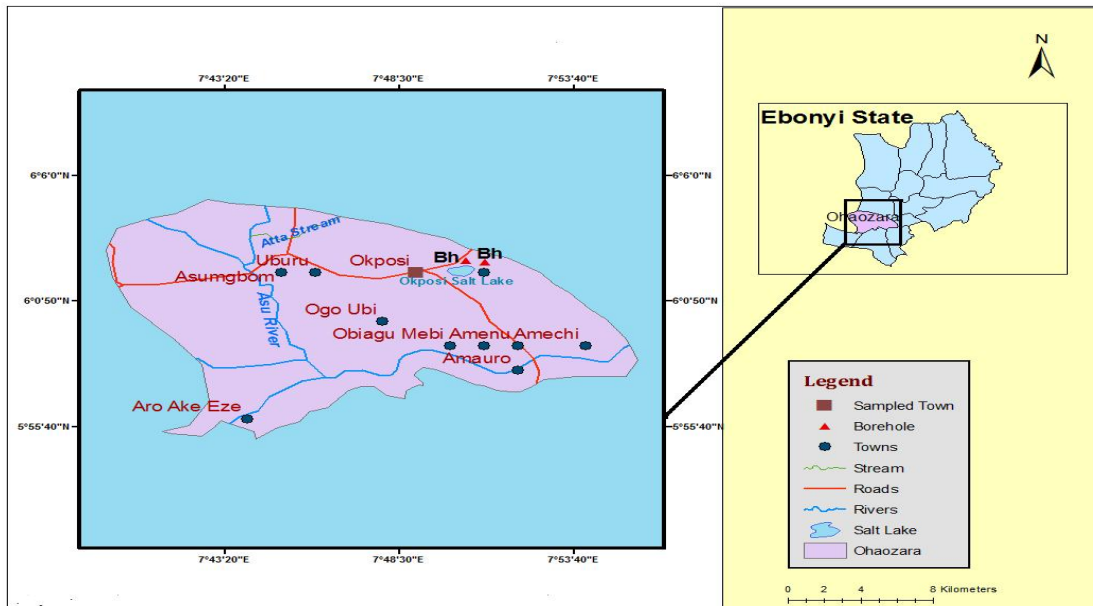 7°43'20"E 7°48'30"E 7°53'40"E
6°6'0"N 6°6'0"N
6°0'50"N 6°0'50"N
5°55'40"N 5°55'40"N
7°43'20"E 7°48'30"E 7°53'40"E
Atta Stream
Uburu
Asumgbom
Okposi
Bh
Bh
Okposi Salt Lake
Asu River
Ogo Ubi
Obiagu Mebi Amenu Amechi
Amauro
Aro Ake Eze
N
Ebonyi State
Ohaozara
Legend
Sampled Town
Borehole
Towns
Stream
Roads
Rivers
Salt Lake
Ohaozara
0 2 4 6 8 Kilometers